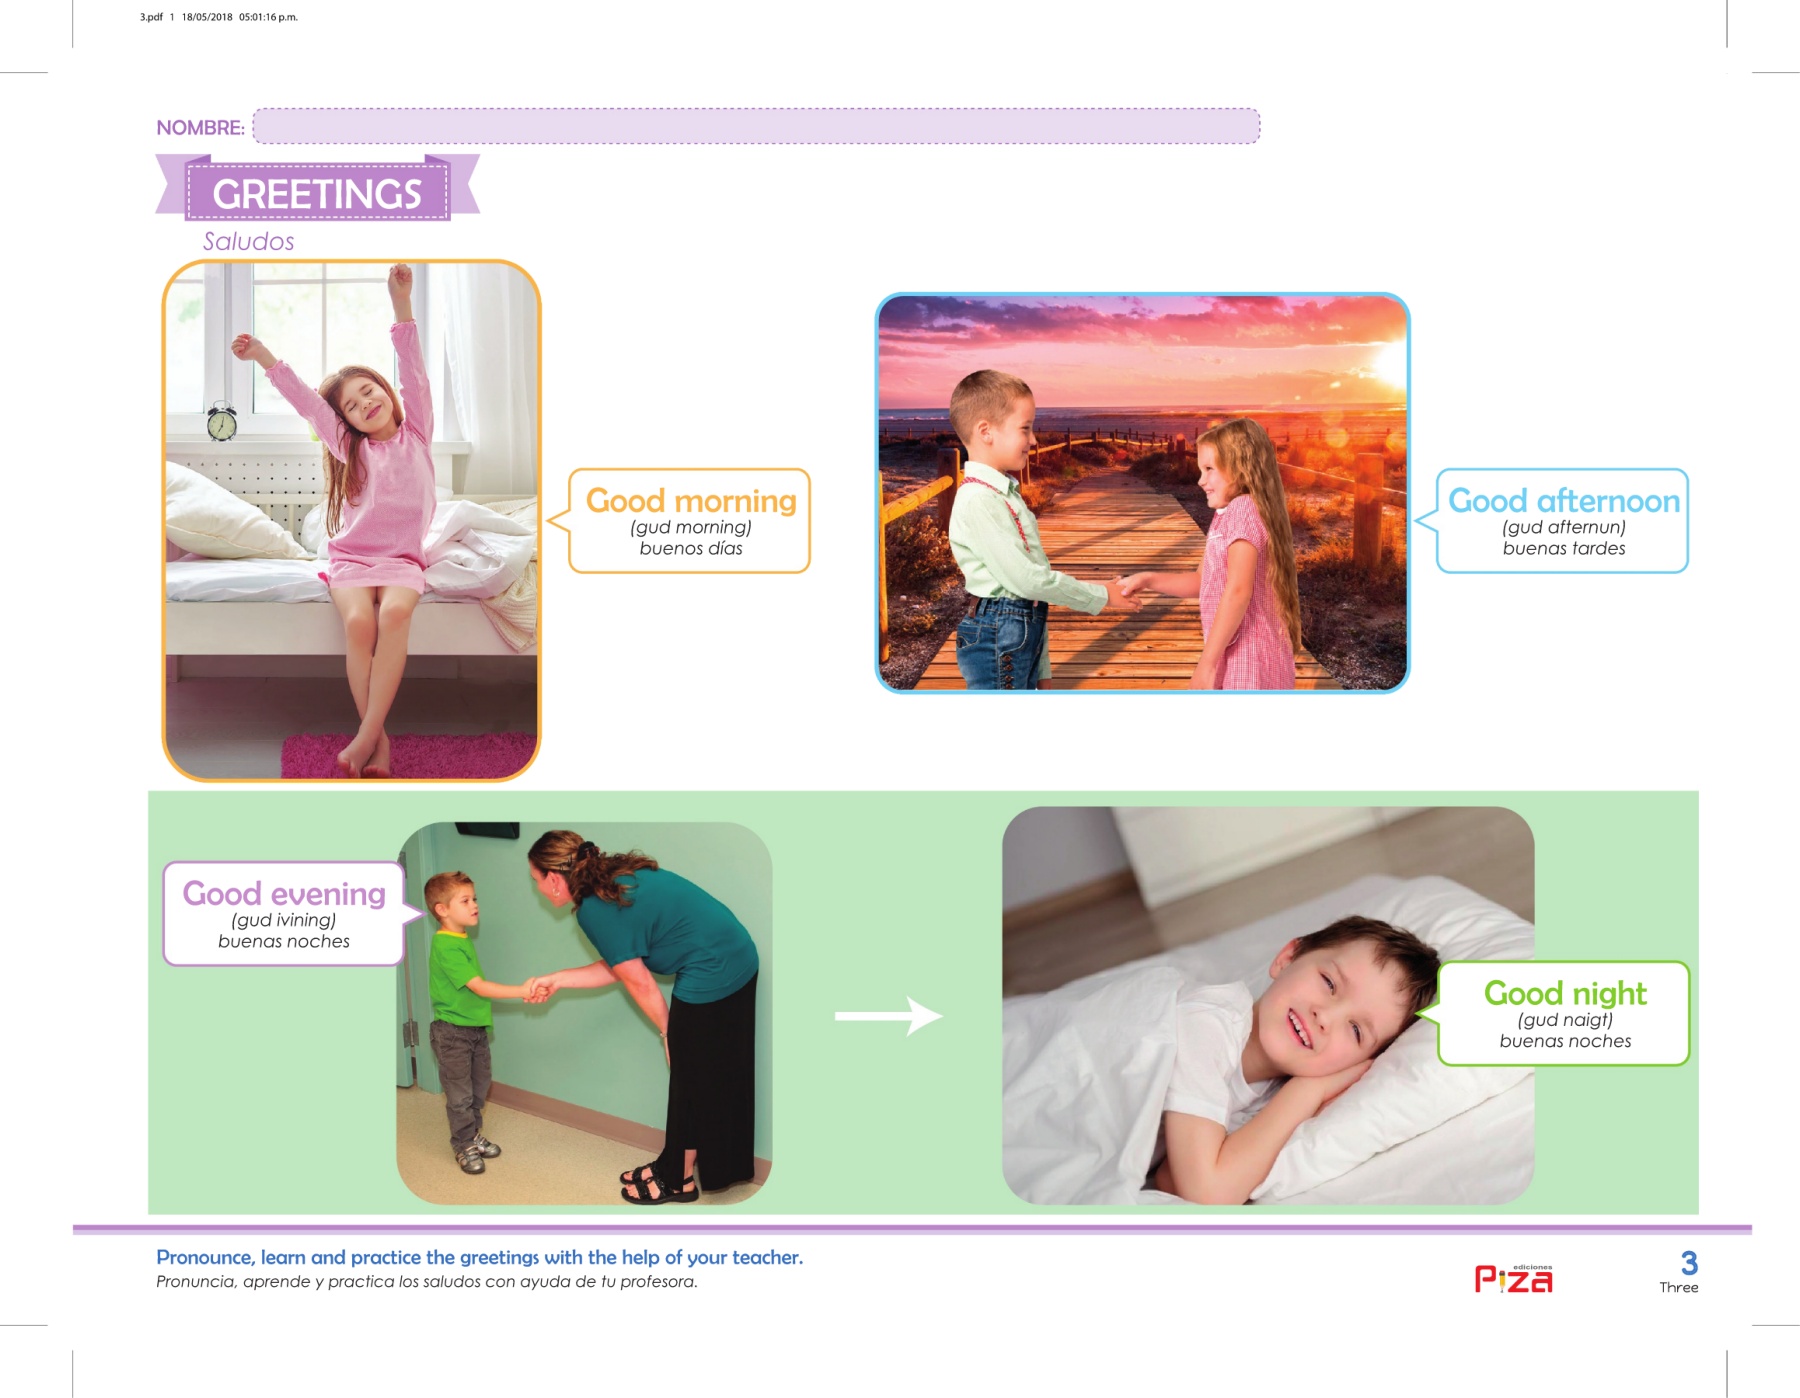 3.pdf 1 18/05/2018 05:01:16 p.m.
NOMBRE:
GREETINGS
Saludos
Good morning
(gud morning)
buenos días
Good afternoon
(gud afternun)
buenas tardes
Good evening
(gud ivining)
buenas noches
Good night
(gud naigt)
buenas noches
Pronounce, learn and practice the greetings with the help of your teacher.
Pronuncia, aprende y practica los saludos con ayuda de tu profesora.
ediciones
Piza
3
Three